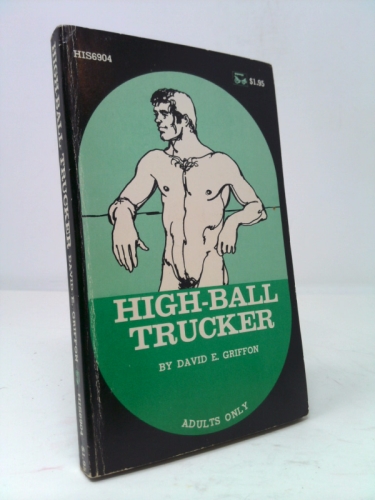 HIS6904
$1.95
HIGH-BALL
TRUCKER
BY DAVID E. GRIFFON
ADULTS ONLY
HIGH-BALL TRUCKER DAVID E. GRIFFON